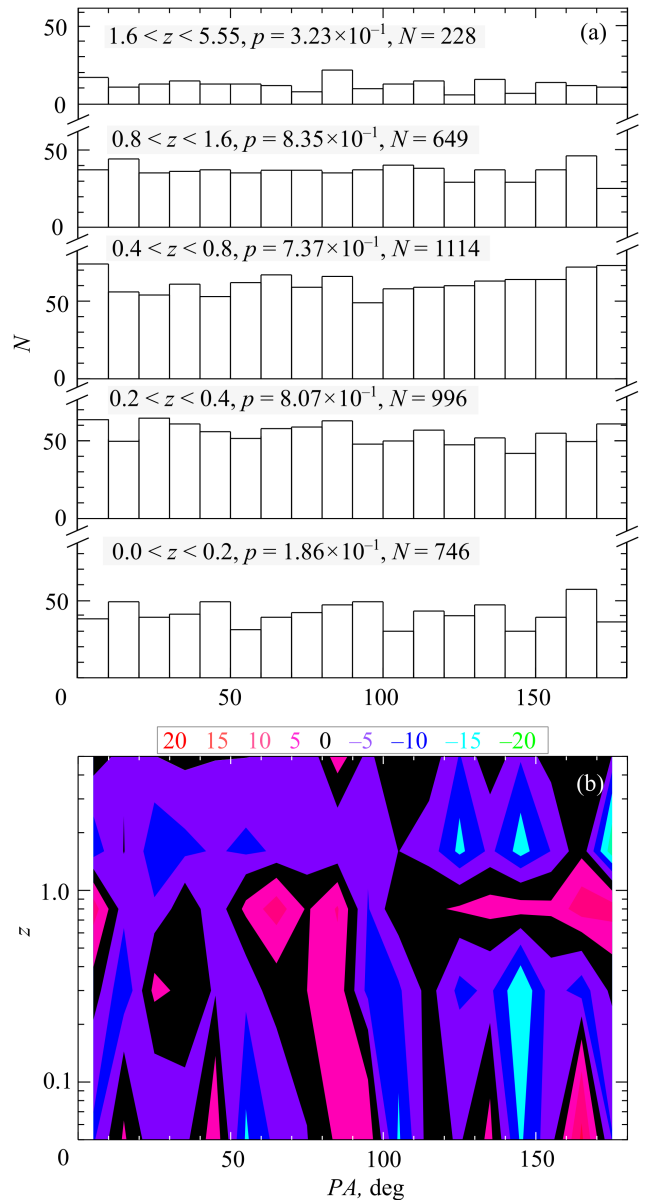 60
1.6 < z < 5.55, p = 3.23×10⁻¹, N = 228
(a)
0
0.8 < z < 1.6, p = 8.35×10⁻¹, N = 649
50
0
0.4 < z < 0.8, p = 7.37×10⁻¹, N = 1114
50
N
0
0.2 < z < 0.4, p = 8.07×10⁻¹, N = 996
50
0
0.0 < z < 0.2, p = 1.86×10⁻¹, N = 746
50
0 50 100 150
20 15 10 5 0 −5 −10 −15 −20
(b)
1.0
z
0.1
0 50 100 150
PA, deg